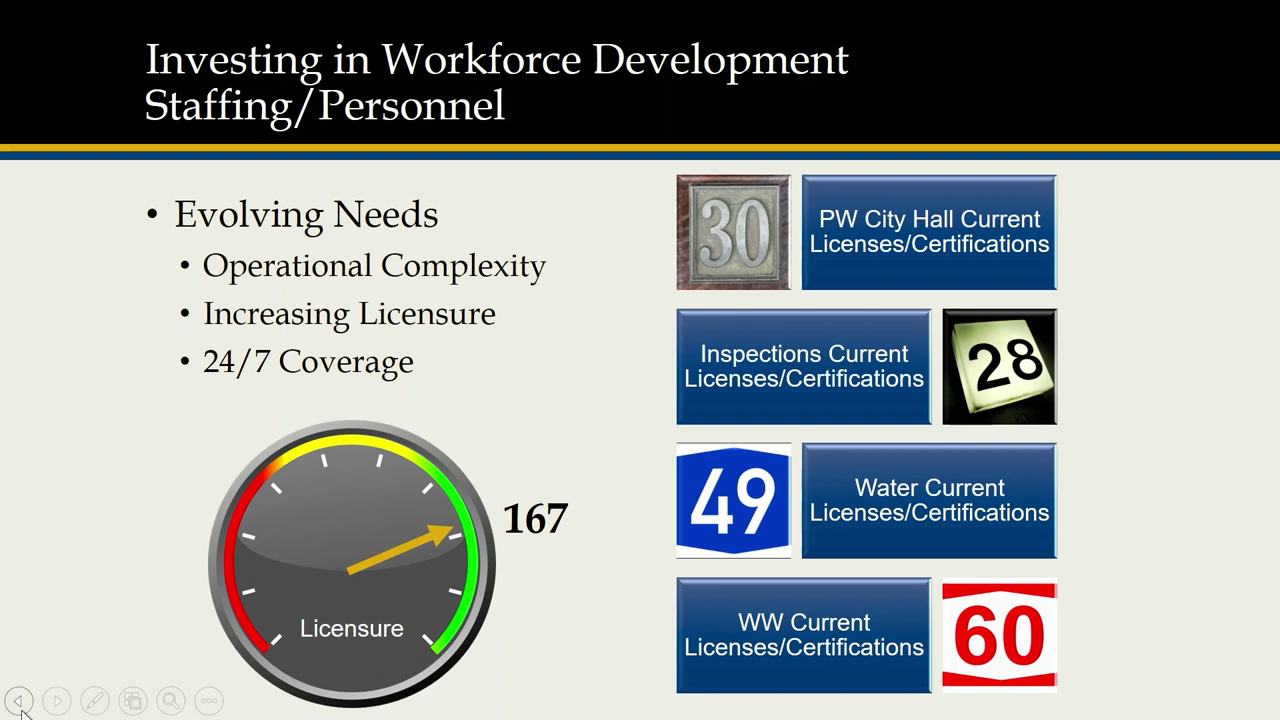 Investing in Workforce Development
Staffing/Personnel
• Evolving Needs
• Operational Complexity
• Increasing Licensure
• 24/7 Coverage
167
Licensure
30
PW City Hall Current
Licenses/Certifications
Inspections Current
Licenses/Certifications
28
49
Water Current
Licenses/Certifications
WW Current
Licenses/Certifications
60